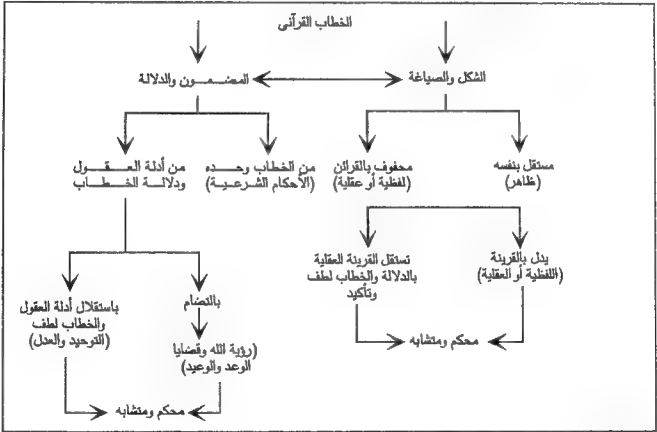 الخطاب القرآني
الشكل والصياغة
المضمون والدلالة
مستقل بنفسه
(ظاهر)
محفوف بالقرائن
(لفظية أو عقلية)
من الخطاب وحده
(الأحكام الشرعية)
من أدلة العقول
ودلالة الخطاب
يدل بالقرينة
(اللفظية أو العقلية)
تستقل القرينة العقلية
بالدلالة والخطاب لطف
وتأكيد
بالتضام
باستقلال أدلة العقول
والخطاب لطف
(التوحيد والعدل)
محكم ومتشابه
(رؤية الله وقضايا
الوعد والوعيد)
محكم ومتشابه